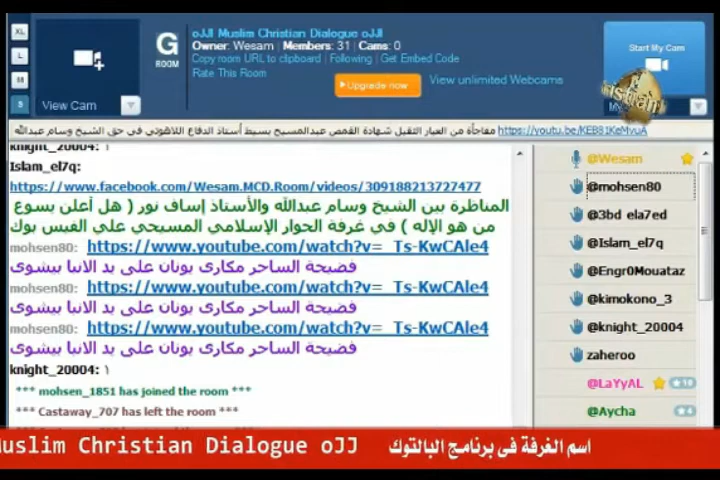 XL
L
M
S
View Cam
G
ROOM
oJJl Muslim Christian Dialogue oJJl
Owner: Wesam | Members: 31 | Cams: 0
Copy room URL to clipboard | Following | Get Embed Code
Rate This Room
Upgrade now
View unlimited Webcams
Start My Cam
مفاجأة من العيار الثقيل شهادة القمص عبدالمسيح بسيط أستاذ الدفاع اللاهوتى في حق الشيخ وسام عبدالله https://youtu.be/KEB81KeMvuA
knight_20004: ١
Islam_el7q:
https://www.facebook.com/Wesam.MCD.Room/videos/309188213727477
المناظرة بين الشيخ وسام عبدالله والأستاذ إساف نور ( هل أعلن يسوع
من هو الإله ) في غرفة الحوار الإسلامي المسيحي علي الفيس بوك
mohsen80: https://www.youtube.com/watch?v=_Ts-KwCAle4
فضيحة الساحر مكارى يونان على يد الانبا بيشوى
mohsen80: https://www.youtube.com/watch?v=_Ts-KwCAle4
فضيحة الساحر مكارى يونان على يد الانبا بيشوى
mohsen80: https://www.youtube.com/watch?v=_Ts-KwCAle4
فضيحة الساحر مكارى يونان على يد الانبا بيشوى
knight_20004: ١
*** mohsen_1851 has joined the room ***
*** Castaway_707 has left the room ***
@Wesam
@mohsen80
@3bd ela7ed
@Islam_el7q
@Engr0Mouataz
@kimokono_3
@knight_20004
zaheroo
@LaYyAL
@Aycha
Muslim Christian Dialogue oJJ اسم الغرفة فى برنامج البالتوك